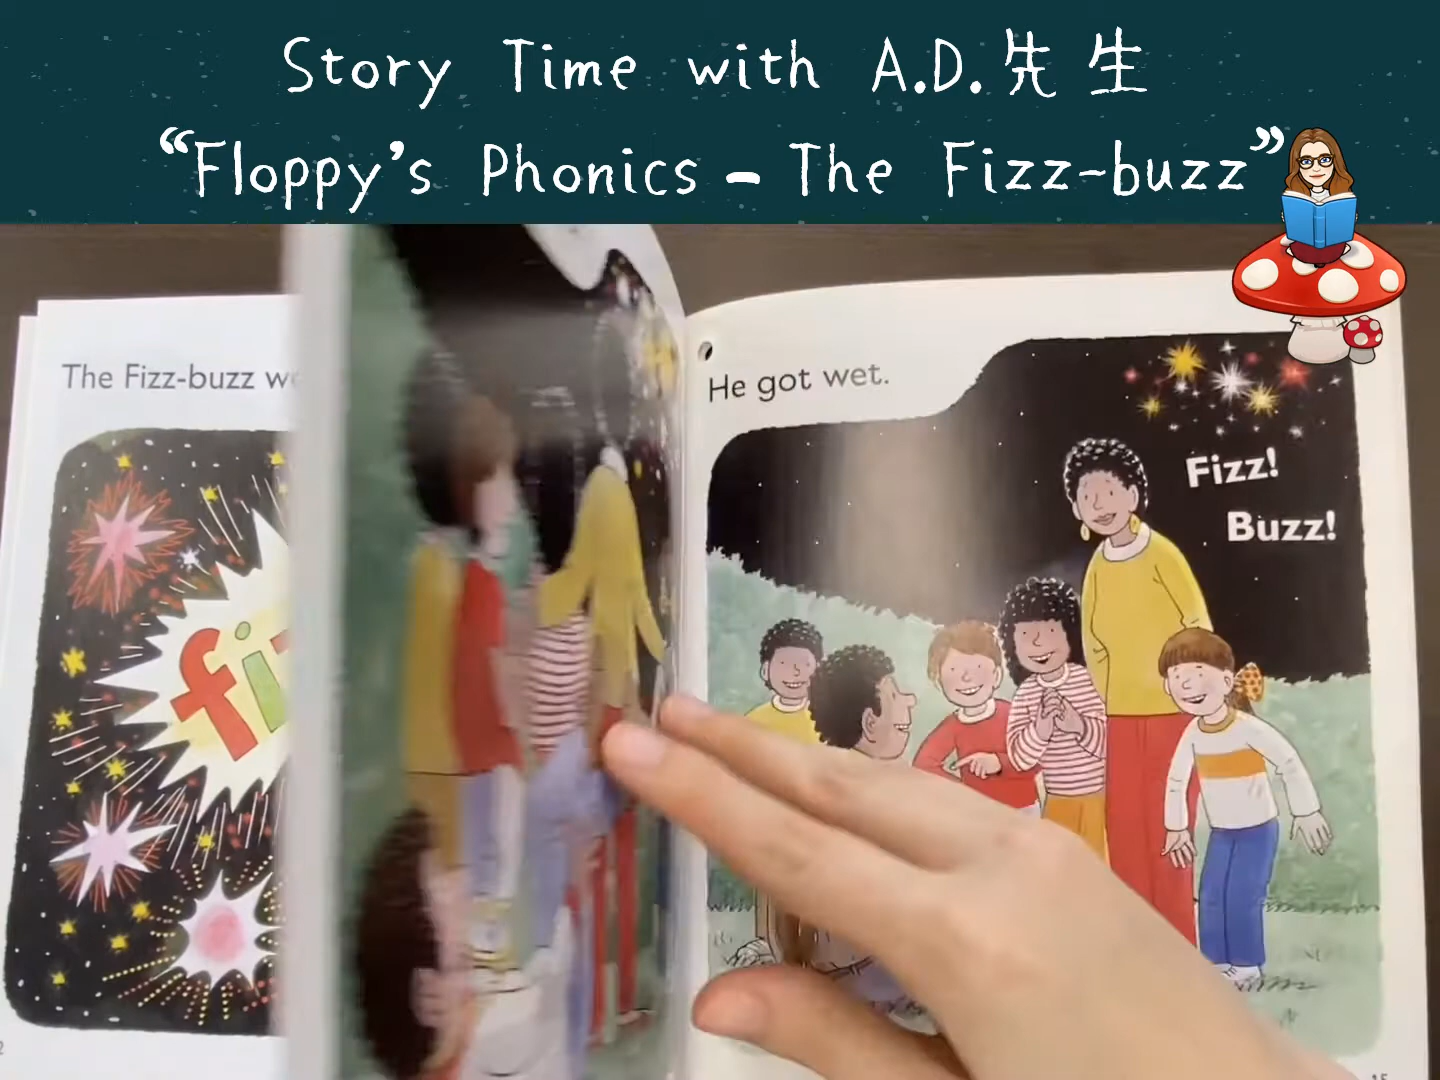 Story Time with A.D.先生
“Floppy's Phonics - The Fizz-buzz”
The Fizz-buzz
He got wet.
Fizz!
Buzz!